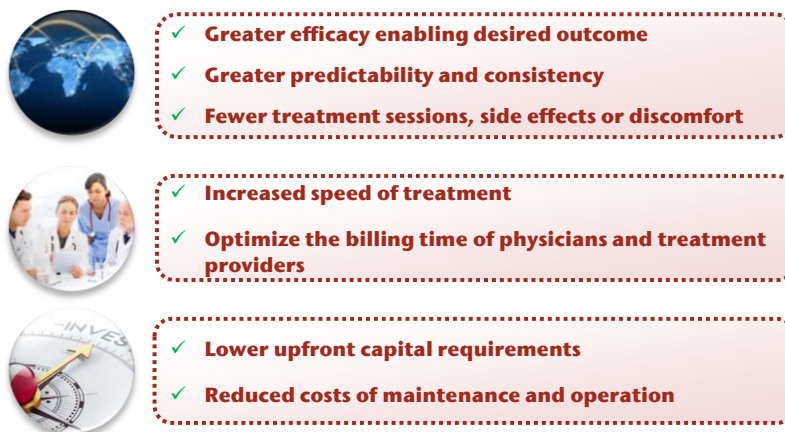 ✓ Greater efficacy enabling desired outcome
✓ Greater predictability and consistency
✓ Fewer treatment sessions, side effects or discomfort
✓ Increased speed of treatment
✓ Optimize the billing time of physicians and treatment
providers
INVES
✓ Lower upfront capital requirements
✓ Reduced costs of maintenance and operation